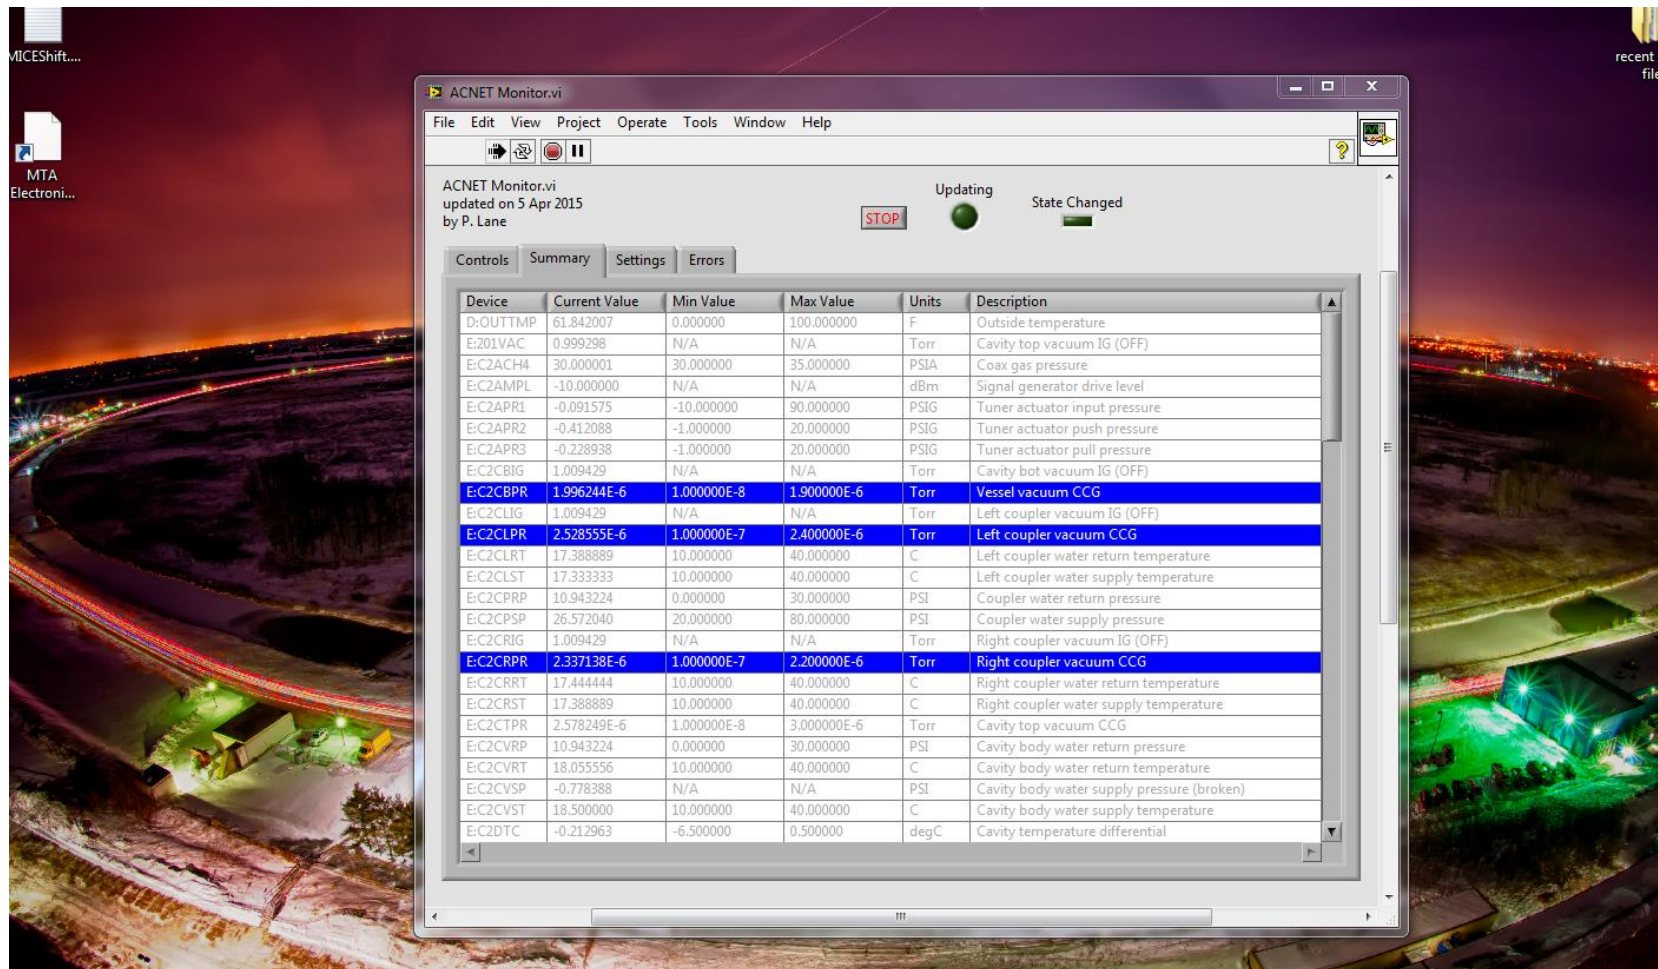 MICEShift....
recent
file
MTA
Electroni...
ACNET Monitor.vi
File Edit View Project Operate Tools Window Help
ACNET Monitor.vi
updated on 5 Apr 2015
by P. Lane
STOP
Updating
State Changed
Controls Summary Settings Errors
Device Current Value Min Value Max Value Units Description
D:OUTTMP 61.842007 0.000000 100.000000 F Outside temperature
E:201VAC 0.999298 N/A N/A Torr Cavity top vacuum IG (OFF)
E:C2ACH4 30.000001 30.000000 35.000000 PSIA Coax gas pressure
E:C2AMPL -10.000000 N/A N/A dBm Signal generator drive level
E:C2APR1 -0.091575 -10.000000 90.000000 PSIG Tuner actuator input pressure
E:C2APR2 -0.412088 -1.000000 20.000000 PSIG Tuner actuator push pressure
E:C2APR3 -0.228938 -1.000000 20.000000 PSIG Tuner actuator pull pressure
E:C2CBIG 1.009429 N/A N/A Torr Cavity bot vacuum IG (OFF)
E:C2CBPR 1.996244E-6 1.000000E-8 1.900000E-6 Torr Vessel vacuum CCG
E:C2CLIG 1.009429 N/A N/A Torr Left coupler vacuum IG (OFF)
E:C2CLPR 2.528555E-6 1.000000E-7 2.400000E-6 Torr Left coupler vacuum CCG
E:C2CLRT 17.388889 10.000000 40.000000 C Left coupler water return temperature
E:C2CLST 17.333333 10.000000 40.000000 C Left coupler water supply temperature
E:C2CPRP 10.943224 0.000000 30.000000 PSI Coupler water return pressure
E:C2CPSP 26.572040 20.000000 80.000000 PSI Coupler water supply pressure
E:C2CRIG 1.009429 N/A N/A Torr Right coupler vacuum IG (OFF)
E:C2CRPR 2.337138E-6 1.000000E-7 2.200000E-6 Torr Right coupler vacuum CCG
E:C2CRRT 17.444444 10.000000 40.000000 C Right coupler water return temperature
E:C2CRST 17.388889 10.000000 40.000000 C Right coupler water supply temperature
E:C2CTPR 2.578249E-6 1.000000E-8 3.000000E-6 Torr Cavity top vacuum CCG
E:C2CVRP 10.943224 0.000000 30.000000 PSI Cavity body water return pressure
E:C2CVRT 18.055556 10.000000 40.000000 C Cavity body water return temperature
E:C2CVSP -0.778388 N/A N/A PSI Cavity body water supply pressure (broken)
E:C2CVST 18.500000 10.000000 40.000000 C Cavity body water supply temperature
E:C2DTC -0.212963 -6.500000 0.500000 degC Cavity temperature differential